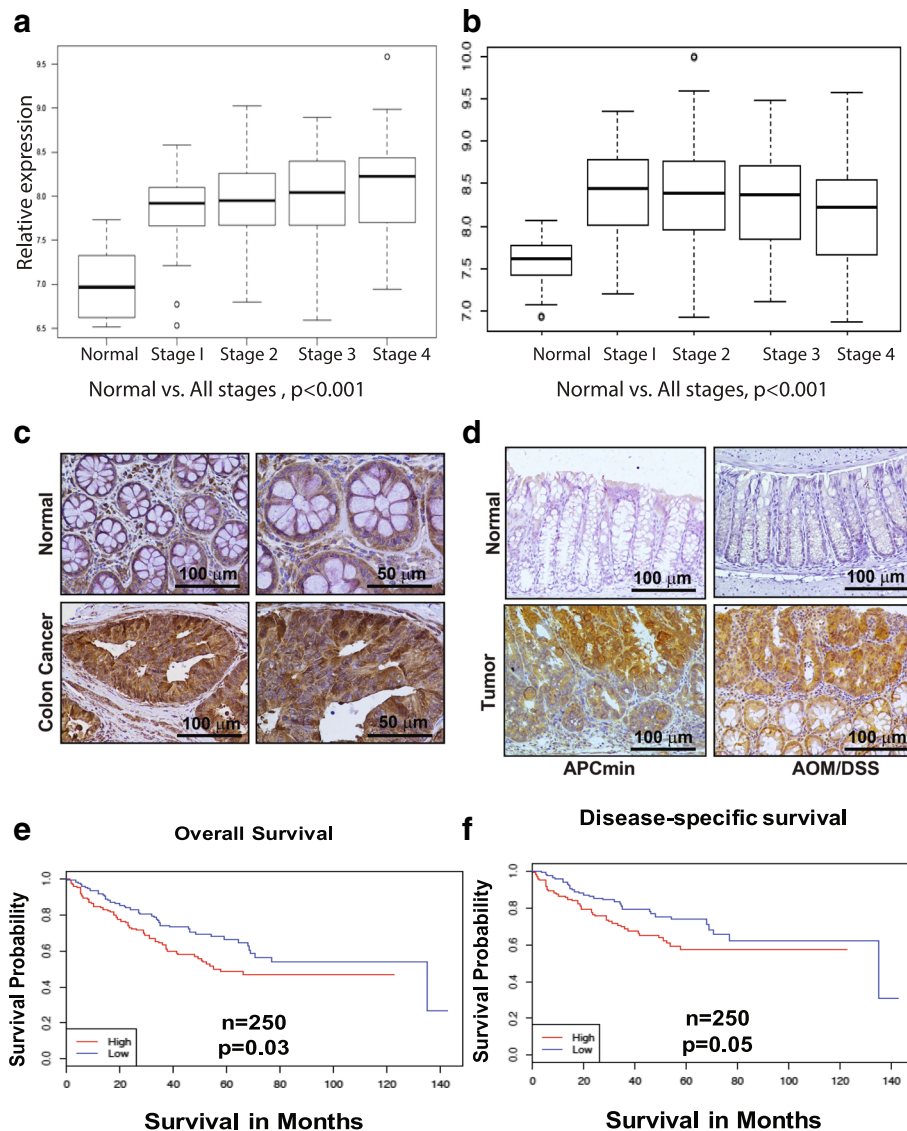 a
b
Relative expression
9.5
9.0
8.5
8.0
7.5
7.0
6.5
Normal Stage I Stage 2 Stage 3 Stage 4
Normal vs. All stages , p<0.001
10.0
9.5
9.0
8.5
8.0
7.5
7.0
Normal Stage I Stage 2 Stage 3 Stage 4
Normal vs. All stages, p<0.001
c
Normal
100 μm
50 μm
Colon Cancer
100 μm
50 μm
d
Normal
100 μm
100 μm
Tumor
100 μm
100 μm
APCmin
AOM/DSS
e
Overall Survival
Survival Probability
1.0
0.8
0.6
0.4
0.2
0.0
High
Low
n=250
p=0.03
0 20 40 60 80 100 120 140
Survival in Months
f
Disease-specific survival
Survival Probability
1.0
0.8
0.6
0.4
0.2
0.0
High
Low
n=250
p=0.05
0 20 40 60 80 100 120 140
Survival in Months